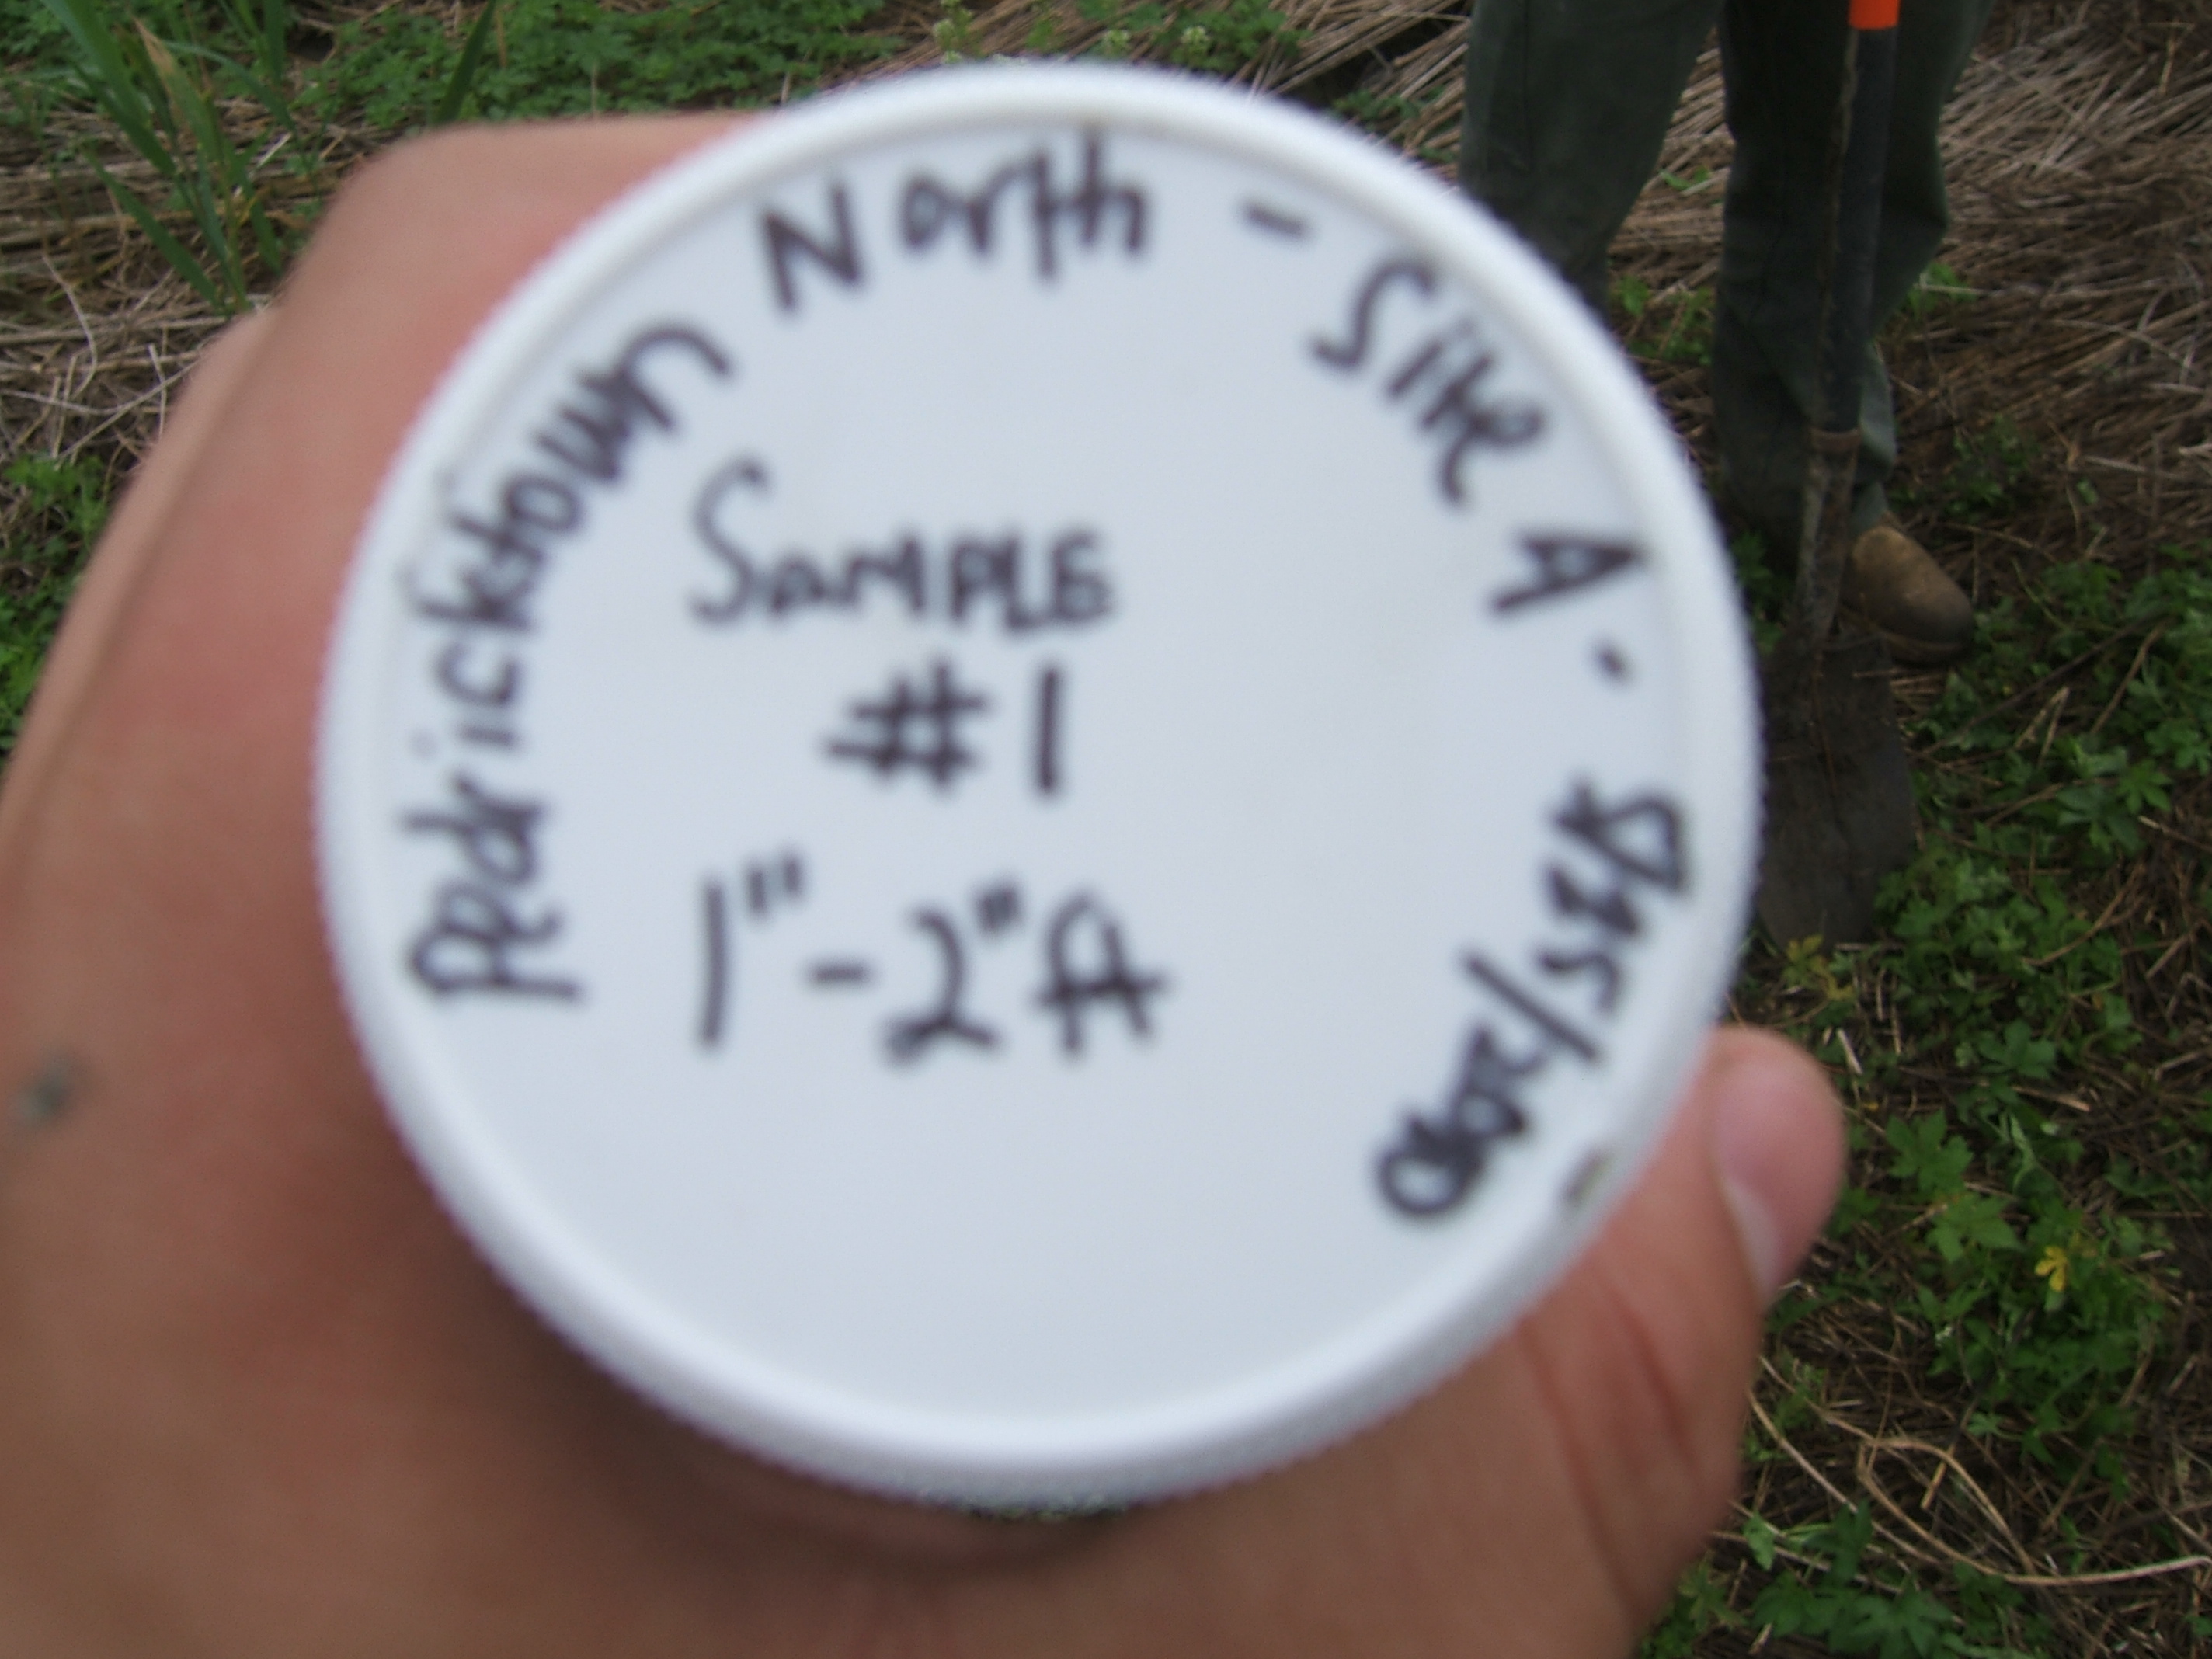 Pedricktown North - Site A.
SAMPLE
#1
1" - 2" A